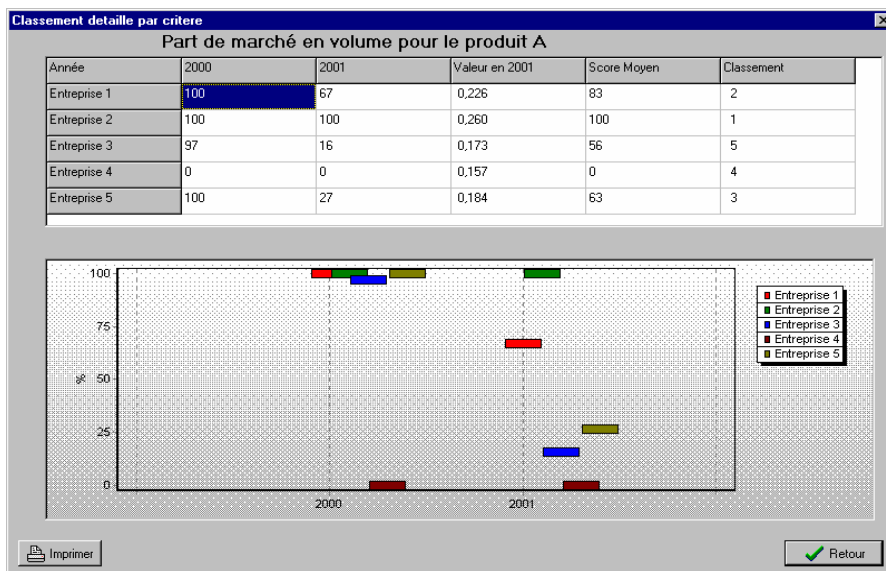 Classement detaille par critere
Part de marché en volume pour le produit A
Année 2000 2001 Valeur en 2001 Score Moyen Classement
Entreprise 1 100 67 0,226 83 2
Entreprise 2 100 100 0,260 100 1
Entreprise 3 97 16 0,173 56 5
Entreprise 4 0 0 0,157 0 4
Entreprise 5 100 27 0,184 63 3
100
75
% 50
25
0
2000 2001
Entreprise 1
Entreprise 2
Entreprise 3
Entreprise 4
Entreprise 5
Imprimer Retour